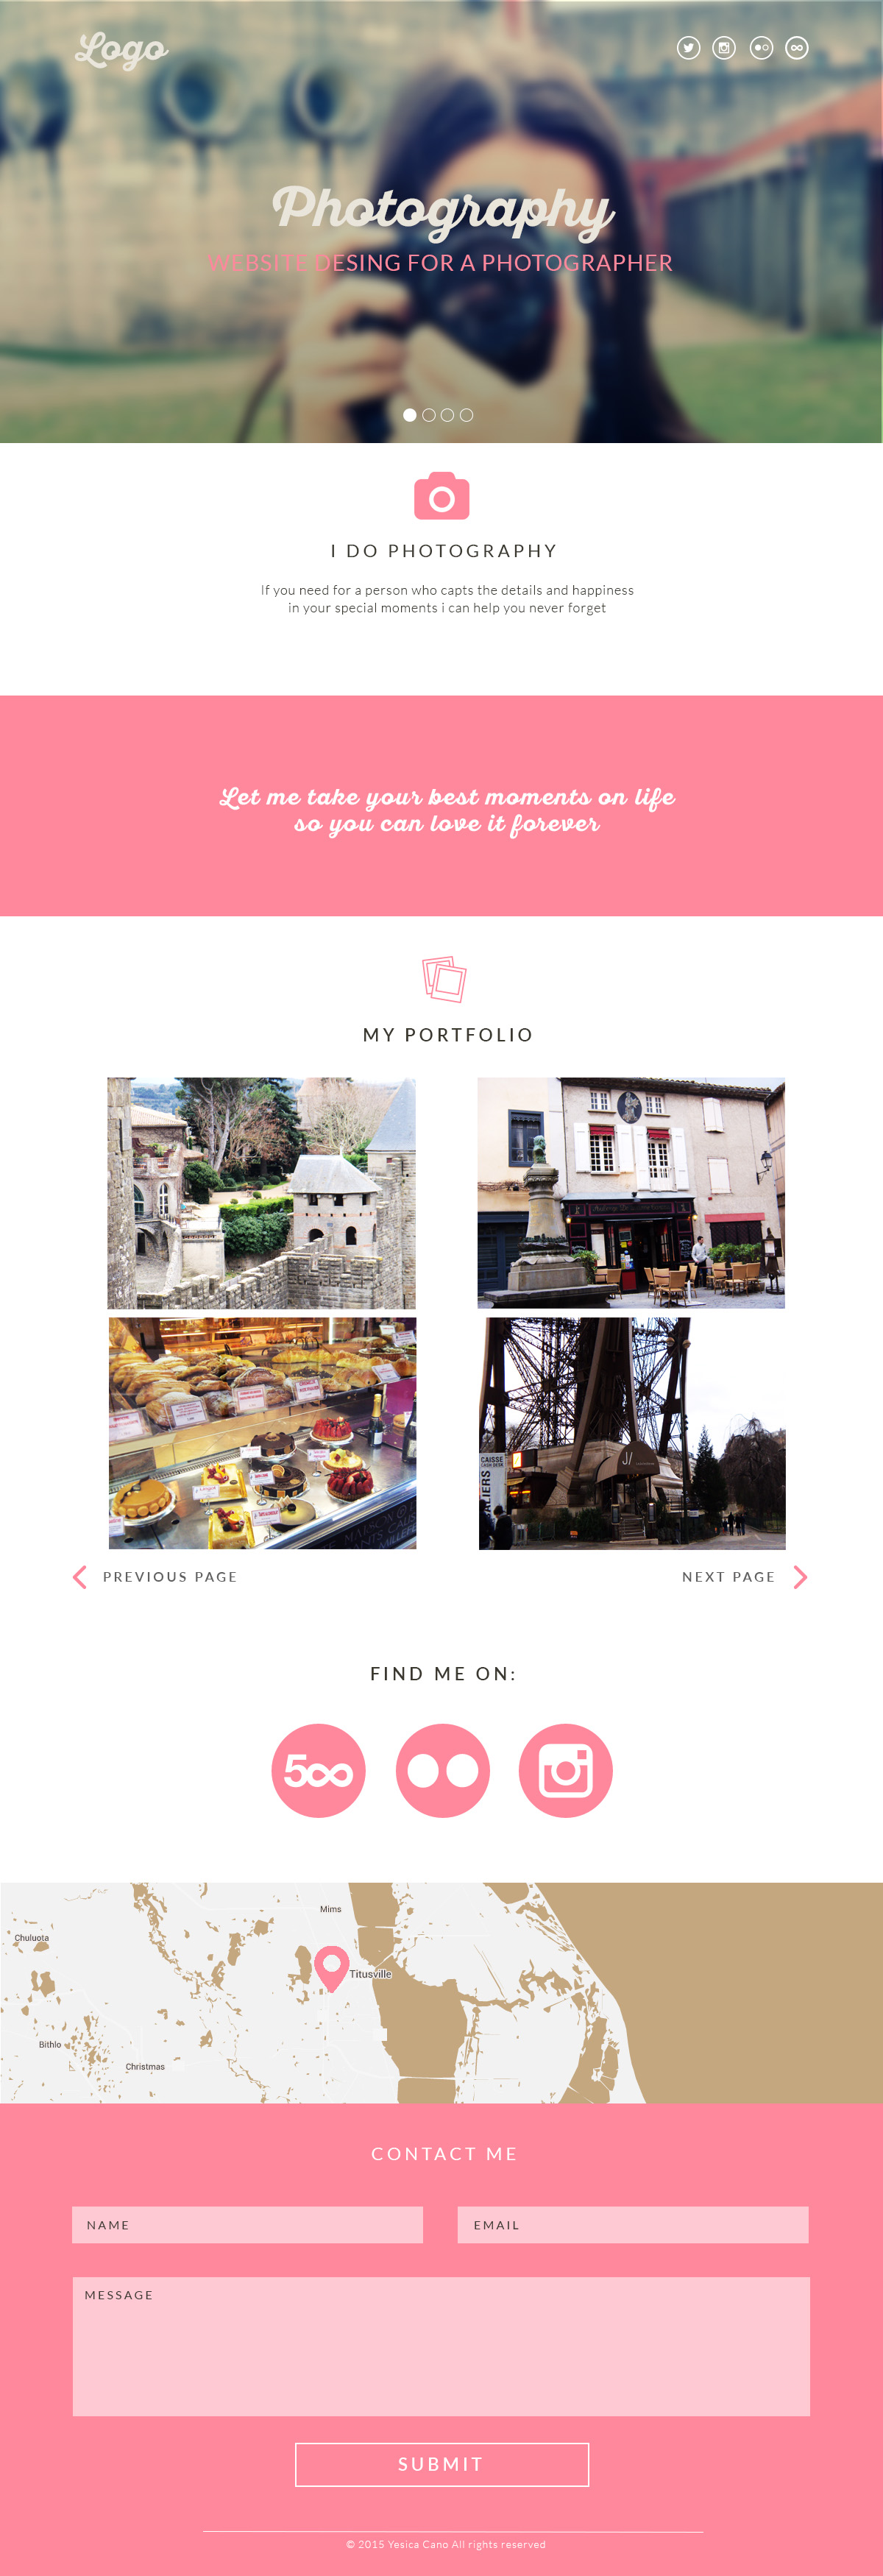 Logo
Photography
WEBSITE DESING FOR A PHOTOGRAPHER
I DO PHOTOGRAPHY
If you need for a person who capts the details and happiness
in your special moments i can help you never forget
Let me take your best moments on life
so you can love it forever
MY PORTFOLIO
CAISSE
J/
PREVIOUS PAGE
NEXT PAGE
FIND ME ON:
500
Mims
Chuluota
Titusville
Bithlo
Christmas
CONTACT ME
NAME
EMAIL
MESSAGE
SUBMIT
© 2015 Yesica Cano All rights reserved